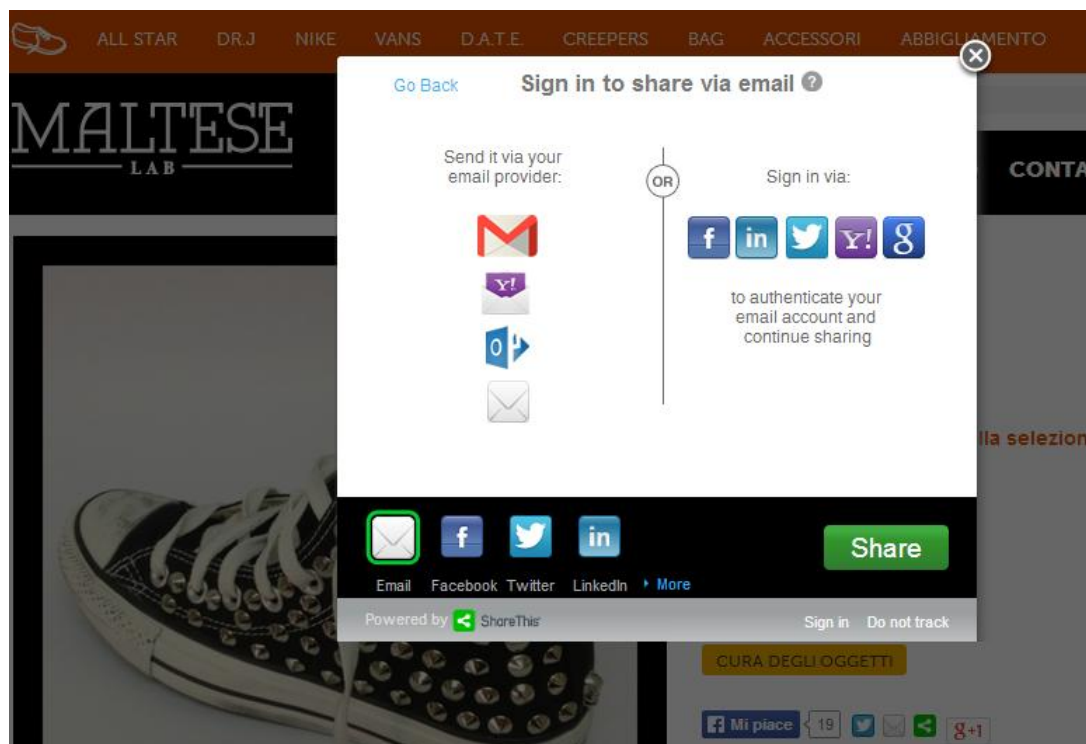 ALL STAR DR.J NIKE VANS D.A.T.E. CREEPERS BAG ACCESSORI ABBIGLIAMENTO
MALTESE
LAB
CONTA
Go Back Sign in to share via email ?
Send it via your
email provider:
OR
Sign in via:
to authenticate your
email account and
continue sharing
lla selezion
Email Facebook Twitter LinkedIn More
Share
Powered by ShareThis Sign in Do not track
CURA DEGLI OGGETTI
Mi piace 19 g+1